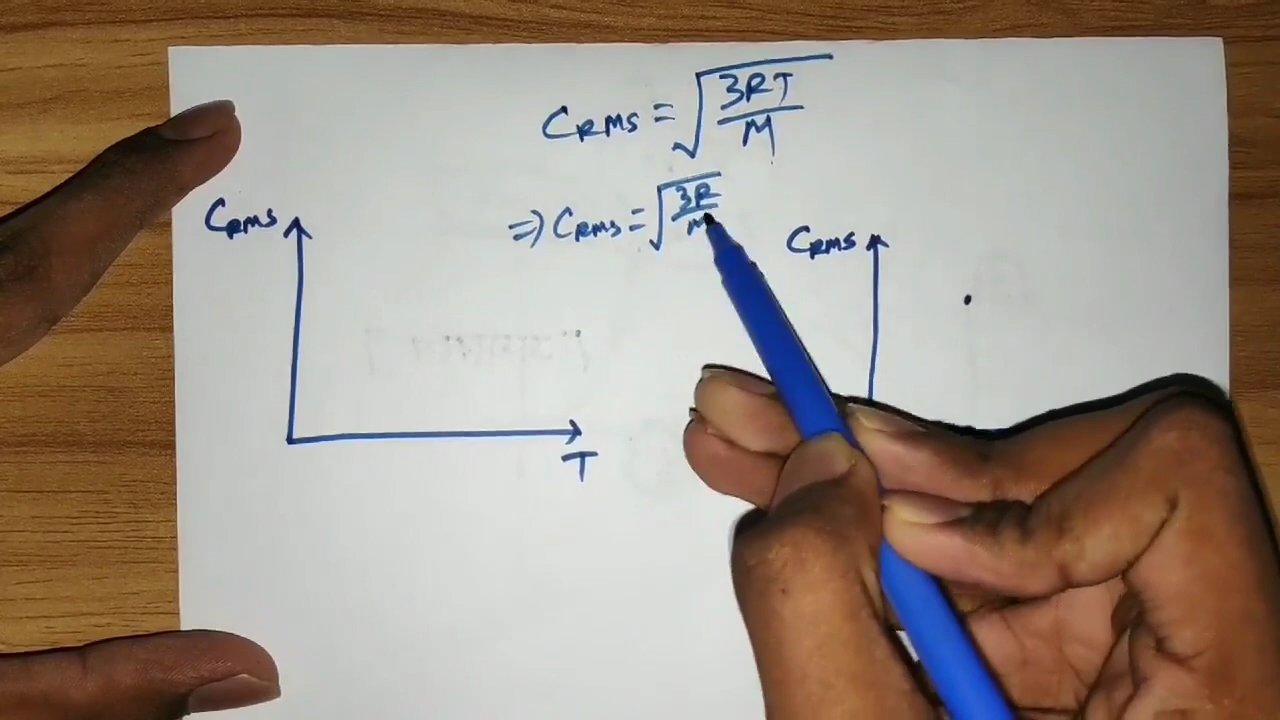 CRMS = √(3RT/M)
⇒ CRMS = √(3R/M)
CRMS
CRMS
T